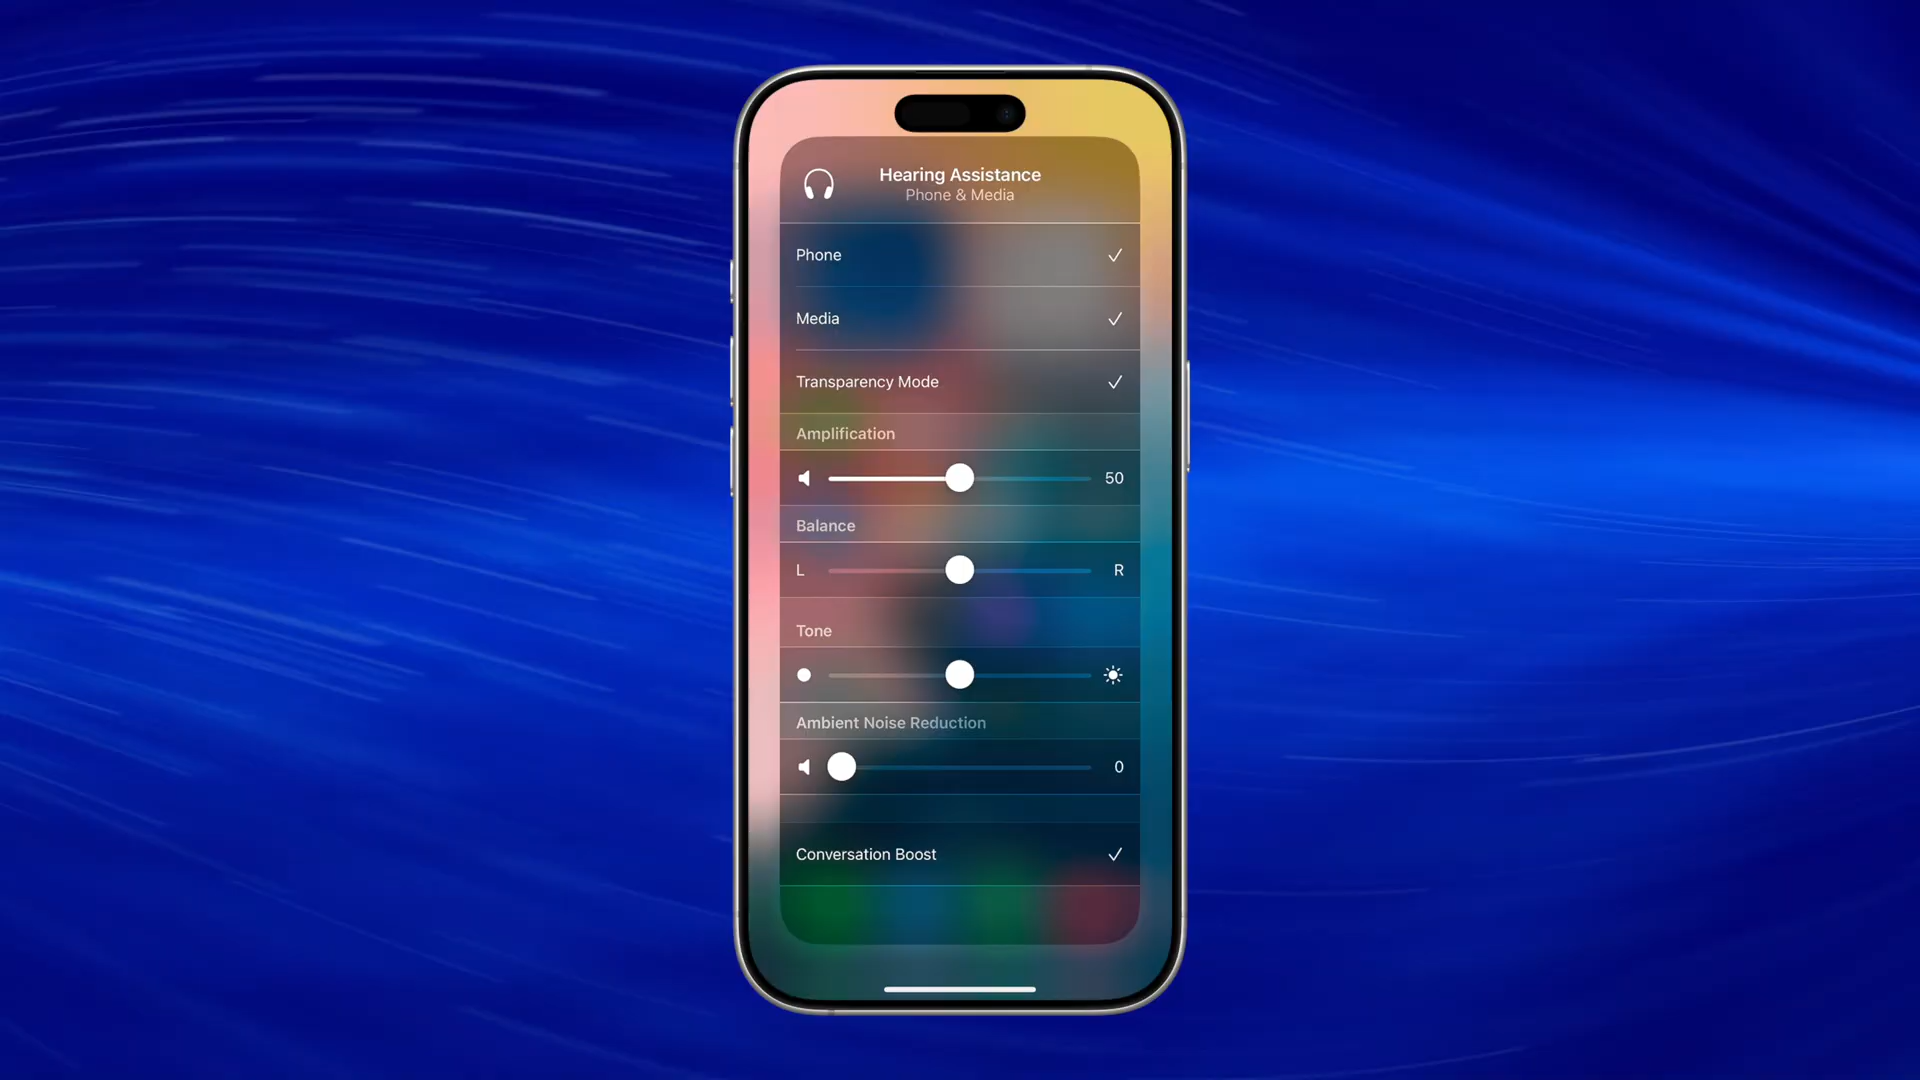 Hearing Assistance
Phone & Media
Phone
Media
Transparency Mode
Amplification
50
Balance
L R
Tone
Ambient Noise Reduction
0
Conversation Boost